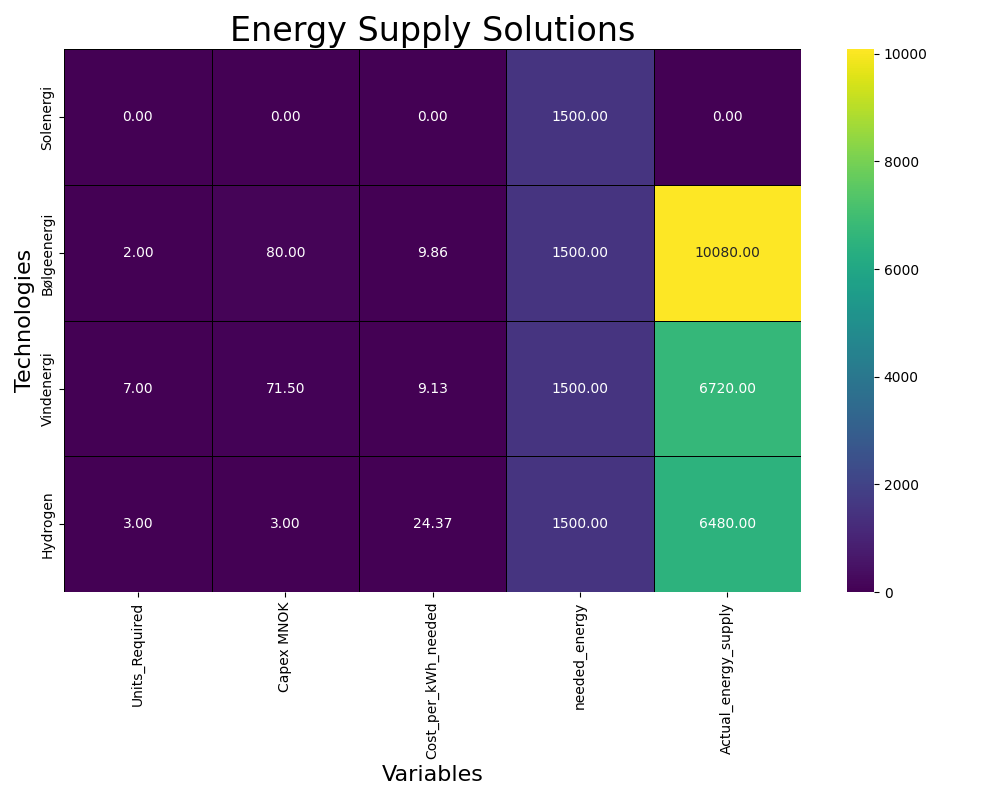 Energy Supply Solutions
Technologies
Solenergi
0.00 0.00 0.00 1500.00 0.00
Bølgeenergi
2.00 80.00 9.86 1500.00 10080.00
Vindenergi
7.00 71.50 9.13 1500.00 6720.00
Hydrogen
3.00 3.00 24.37 1500.00 6480.00
Units_Required
Capex MNOK
Cost_per_kWh_needed
needed_energy
Actual_energy_supply
Variables
10000
8000
6000
4000
2000
0